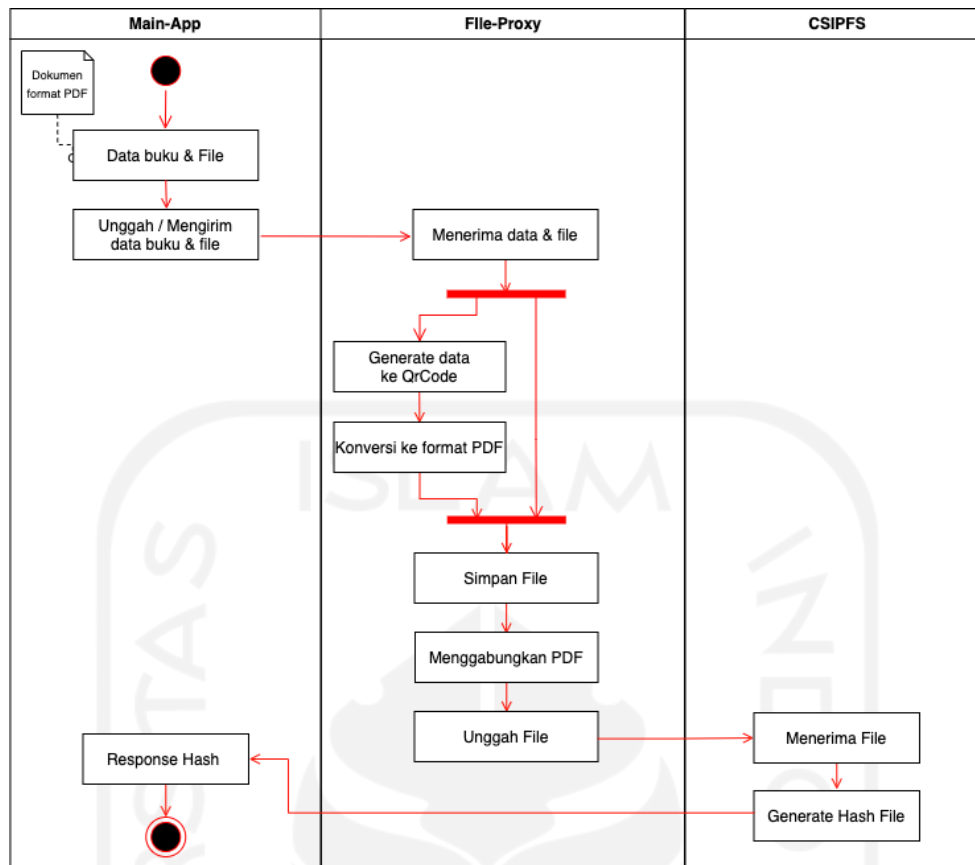 Main-App
FIle-Proxy
CSIPFS
Dokumen
format PDF
Data buku & File
Unggah / Mengirim
data buku & file
Menerima data & file
Generate data
ke QrCode
Konversi ke format PDF
Simpan File
Menggabungkan PDF
Unggah File
Menerima File
Response Hash
Generate Hash File
ISLAM